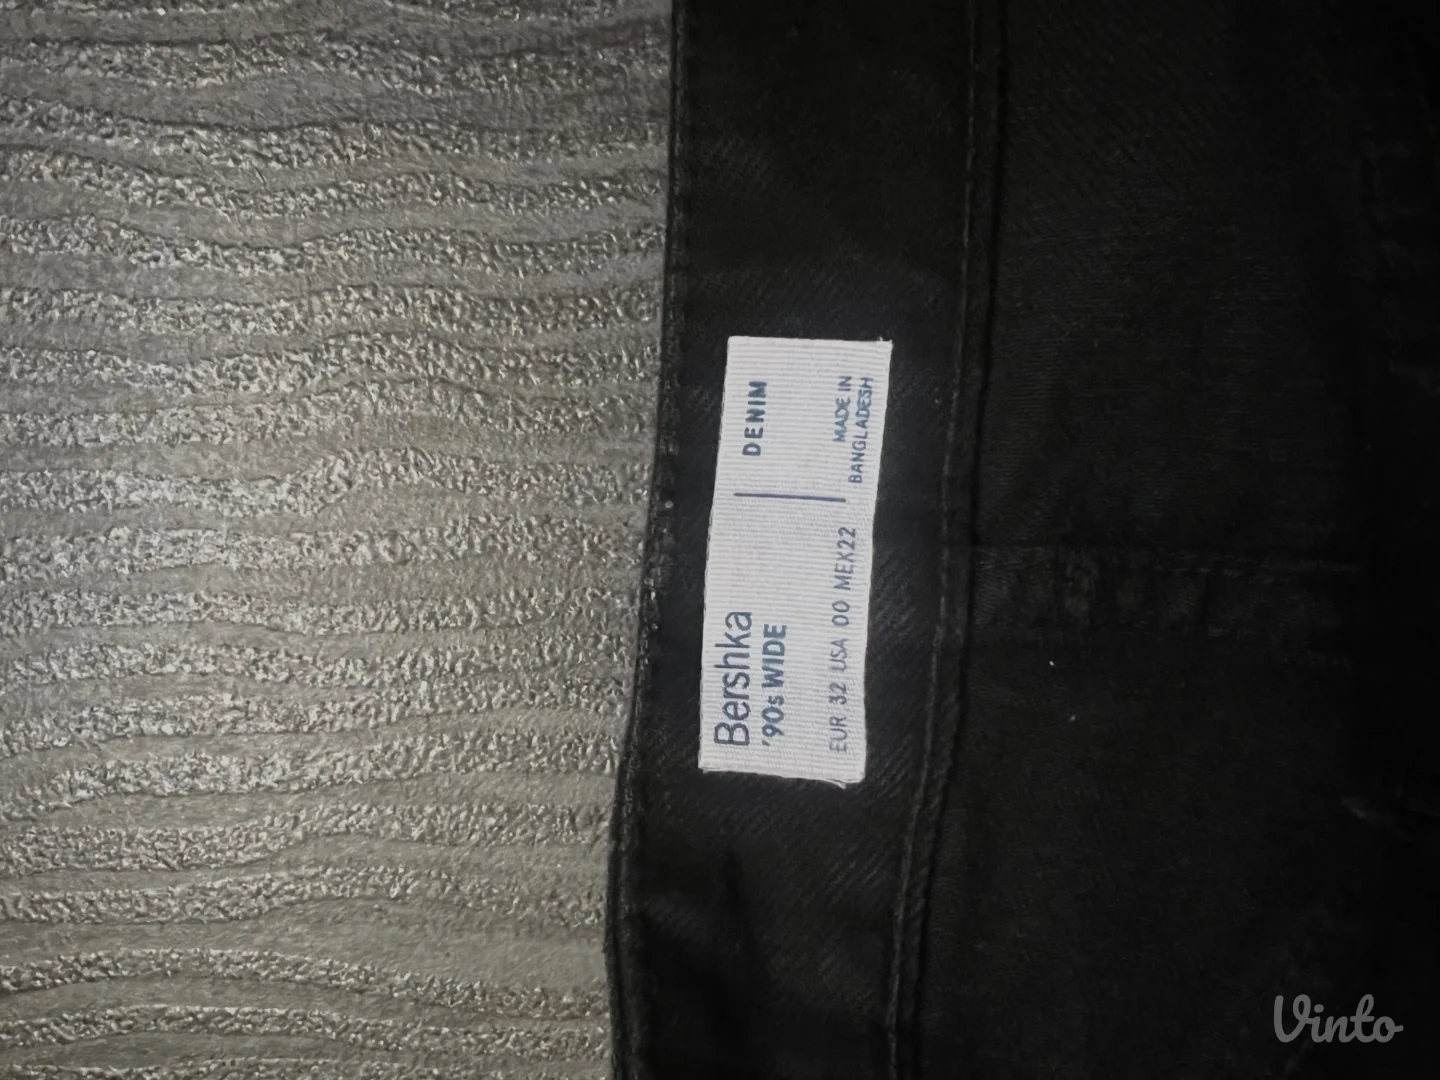 Bershka
'90s WIDE
DENIM
EUR 32 USA 00 MEX22
MADE IN
BANGLADESH
Vinto